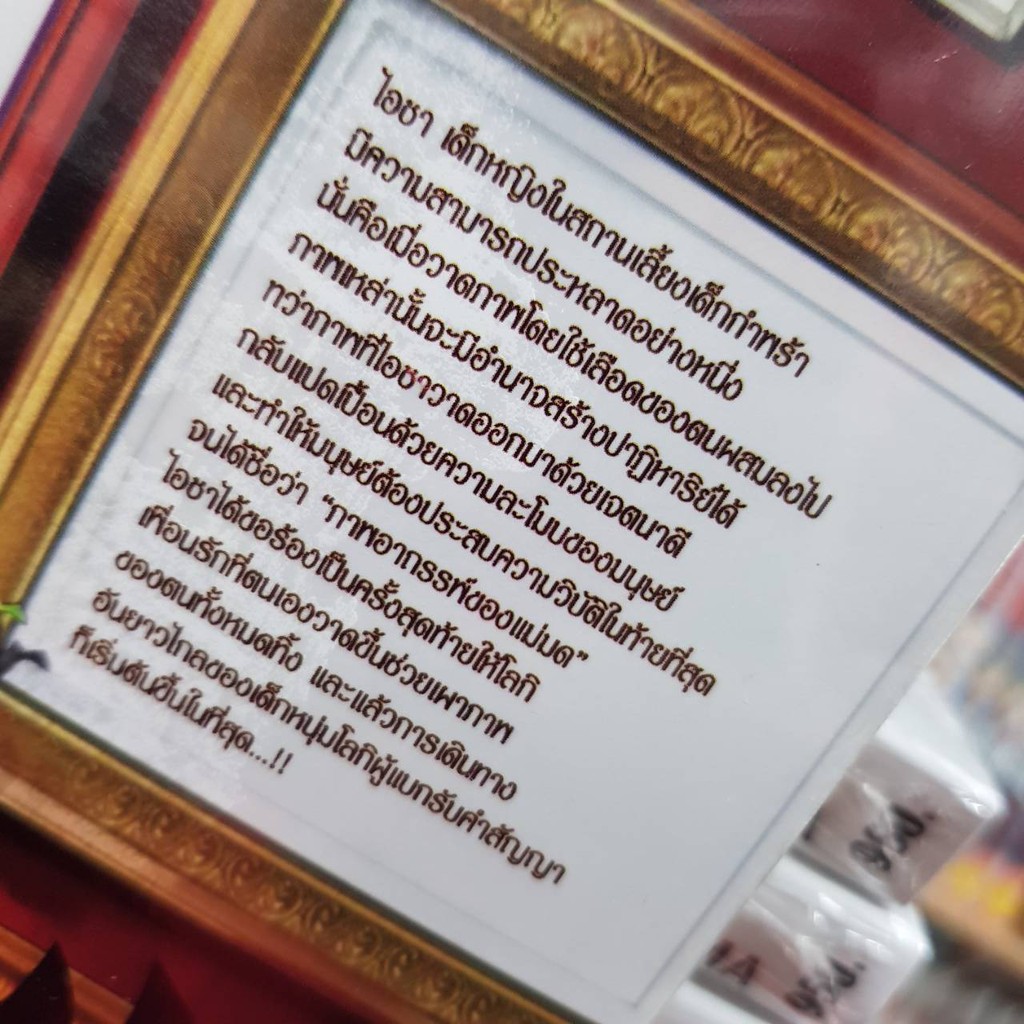 ไอชา เด็กหญิงในสถานเลี้ยงเด็กกำพร้า
มีความสามารถประหลาดอย่างหนึ่ง
นั่นคือเมื่อวาดภาพโดยใช้เลือดของตนผสมลงไป
ภาพเหล่านั้นจะมีอำนาจสร้างปาฏิหาริย์ได้
ทว่าภาพที่ไอชาวาดออกมาด้วยเจตนาดี
กลับแปดเปื้อนด้วยความละโมบของมนุษย์
และทำให้มนุษย์ต้องประสบความวิบัติในท้ายที่สุด
จนได้ชื่อว่า “ภาพอาถรรพ์ของแม่มด”
ไอชาได้ขอร้องเป็นครั้งสุดท้ายให้โลกิ
เพื่อนรักที่ตนเองวาดขึ้นช่วยเผาภาพ
ของตนทั้งหมดทิ้ง และแล้วการเดินทาง
อันยาวไกลของเด็กหนุ่มโลกิผู้แบกรับคำสัญญา
ก็เริ่มต้นขึ้นในที่สุด...!!